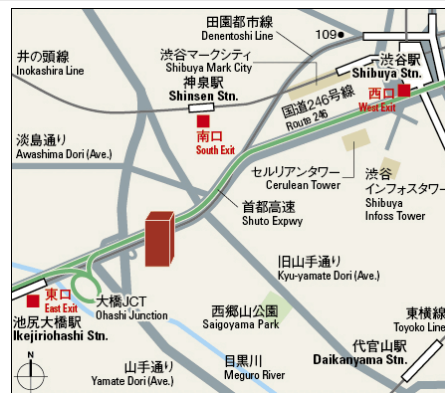 田園都市線
Denentoshi Line
109
井の頭線
Inokashira Line
渋谷マークシティ
Shibuya Mark City
渋谷駅
Shibuya Stn.
神泉駅
Shinsen Stn.
西口
West Exit
国道246号線
Route 246
南口
South Exit
淡島通り
Awashima Dori (Ave.)
セルリアンタワー
Cerulean Tower
渋谷
インフォスタワー
Shibuya
Infoss Tower
首都高速
Shuto Expwy
旧山手通り
Kyu-yamate Dori (Ave.)
東口
East Exit
大橋JCT
Ohashi Junction
西郷山公園
Saigoyama Park
東横線
Toyoko Line
池尻大橋駅
Ikejiriohashi Stn.
代官山駅
Daikanyama Stn.
目黒川
Meguro River
山手通り
Yamate Dori (Ave.)
N